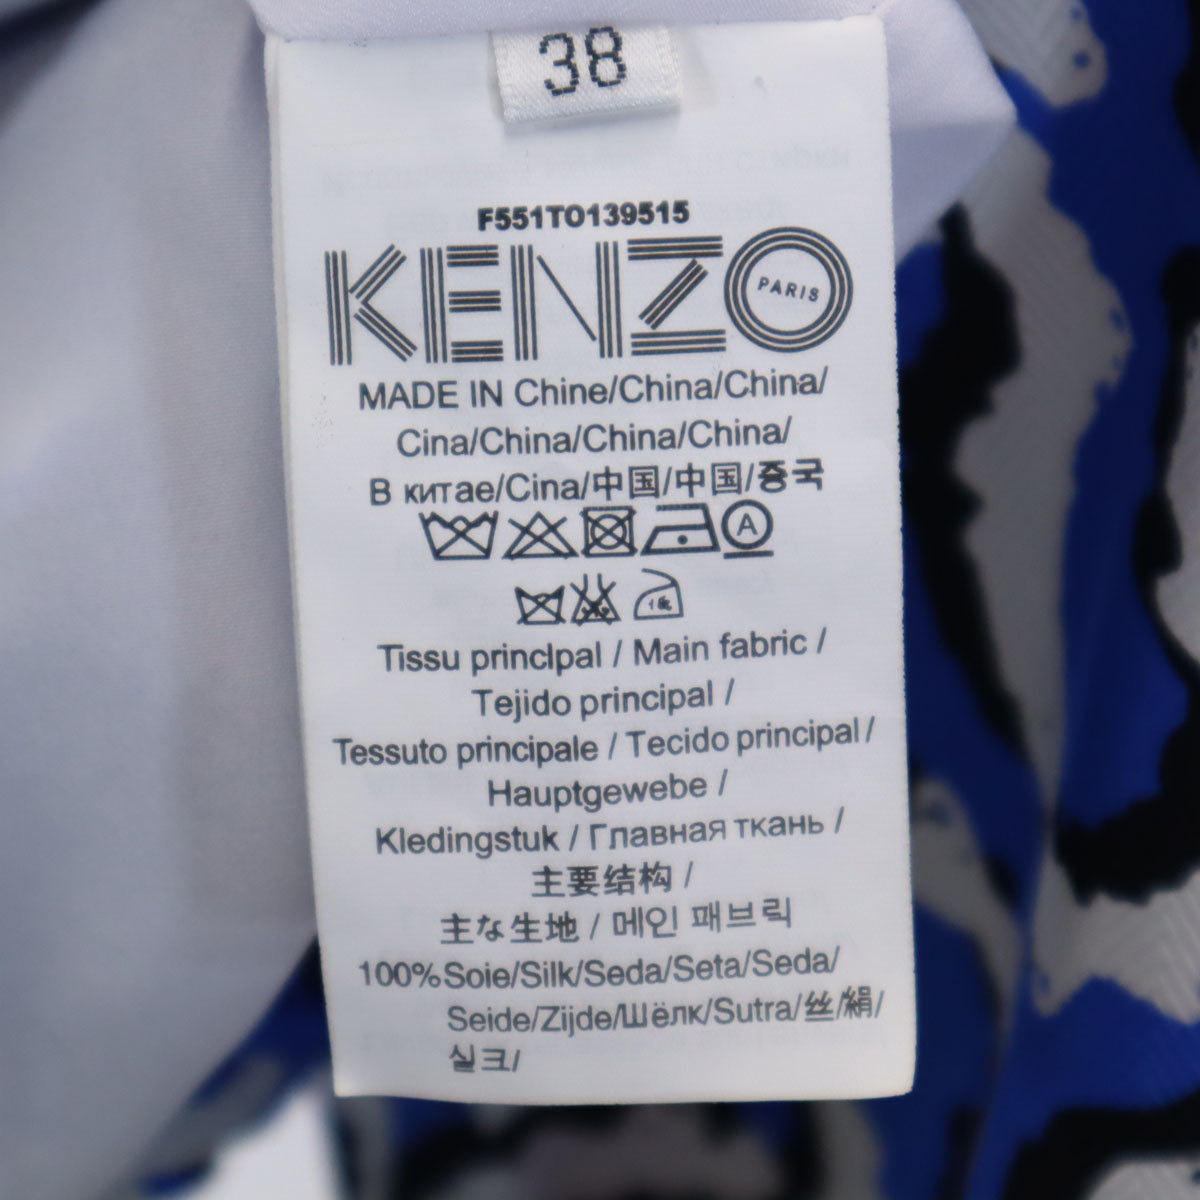 38
F551TO139515
KENZO
PARIS
MADE IN Chine/China/China/
Cina/China/China/China/
В китае/Cina/中国/中国/중국
A
Tissu principal / Main fabric /
Tejido principal /
Tessuto principale / Tecido principal /
Hauptgewebe /
Kledingstuk / Главная ткань /
主要结构 /
主な生地 / 메인 패브릭
100% Soie/Silk/Seda/Seta/Seda/
Seide/Zijde/Шёлк/Sutra/丝/絹/
실크/